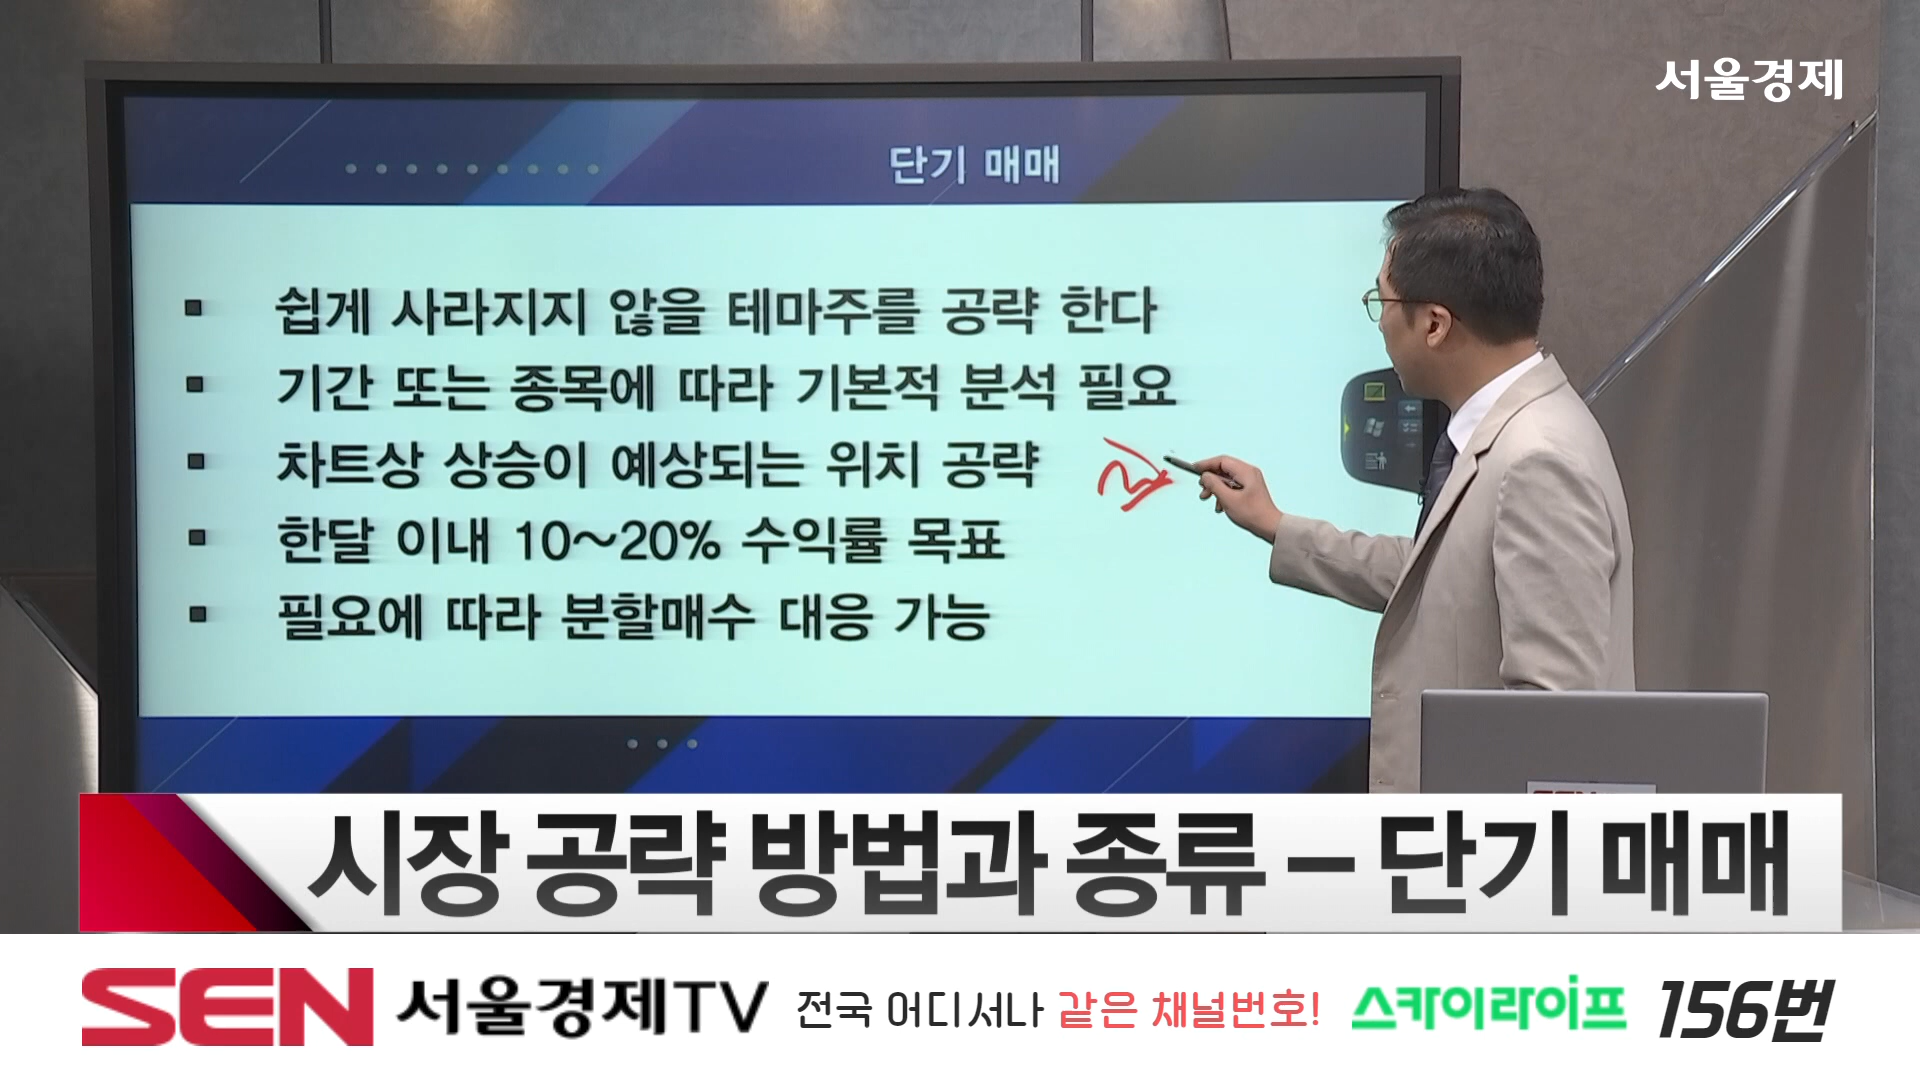 서울경제
단기 매매
▪ 쉽게 사라지지 않을 테마주를 공략 한다
▪ 기간 또는 종목에 따라 기본적 분석 필요
▪ 차트상 상승이 예상되는 위치 공략
▪ 한달 이내 10~20% 수익률 목표
▪ 필요에 따라 분할매수 대응 가능
시장 공략 방법과 종류 – 단기 매매
SEN 서울경제TV 전국 어디서나 같은 채널번호! 스카이라이프 156번